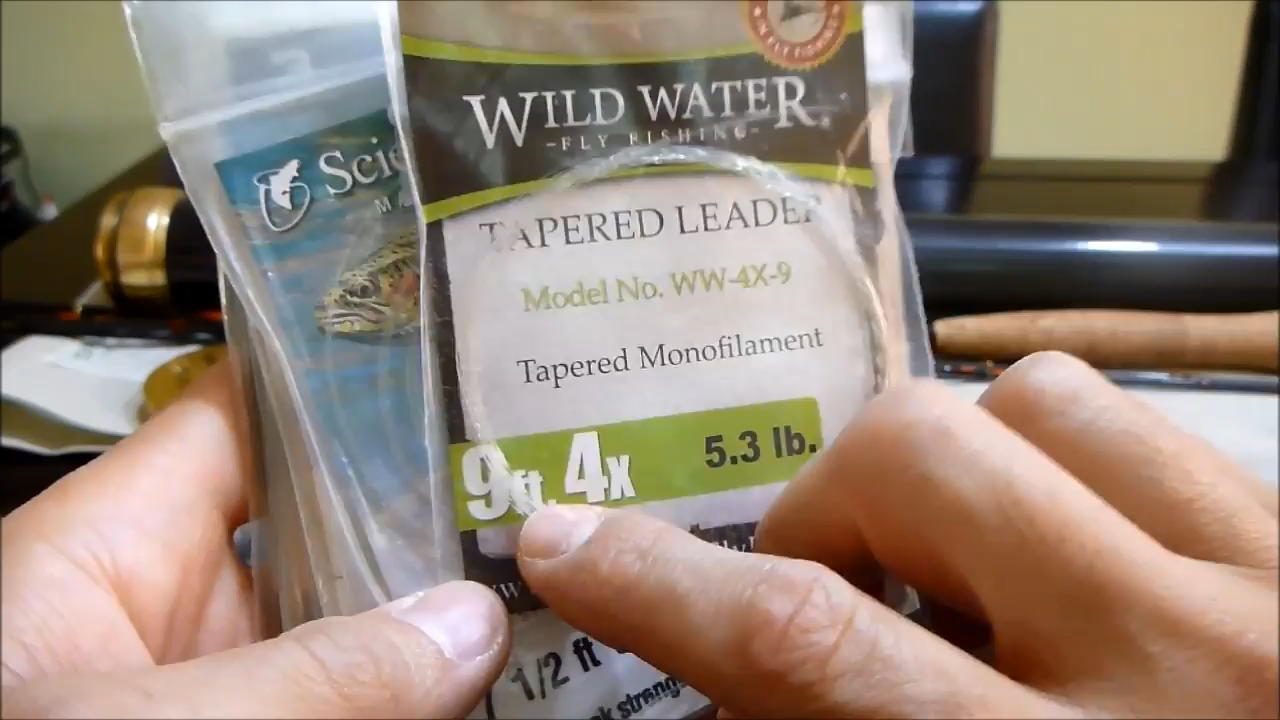 WILD WATER
-FLY FISHING-
Scie
TAPERED LEADER
Model No. WW-4X-9
Tapered Monofilament
9ft. 4x 5.3 lb.
1/2 ft